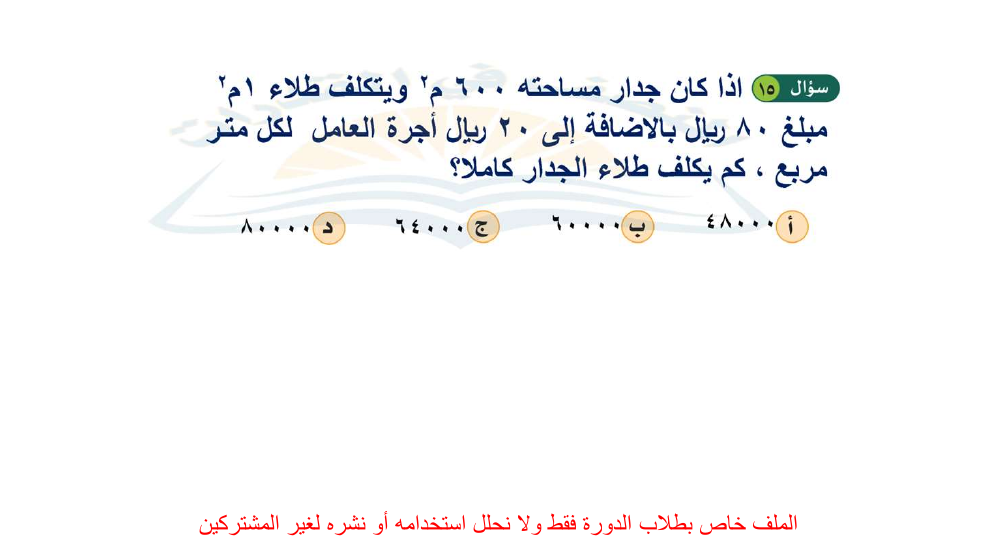 سؤال ١٥ اذا كان جدار مساحته ٦٠٠ م٢ ويتكلف طلاء ١م٢
مبلغ ٨٠ ريال بالاضافة إلى ٢٠ ريال أجرة العامل لكل متر
مربع ، كم يكلف طلاء الجدار كاملا؟
أ ٤٨٠٠٠ ب ٦٠٠٠٠ ج ٦٤٠٠٠ د ٨٠٠٠٠
الملف خاص بطلاب الدورة فقط ولا نحلل استخدامه أو نشره لغير المشتركين